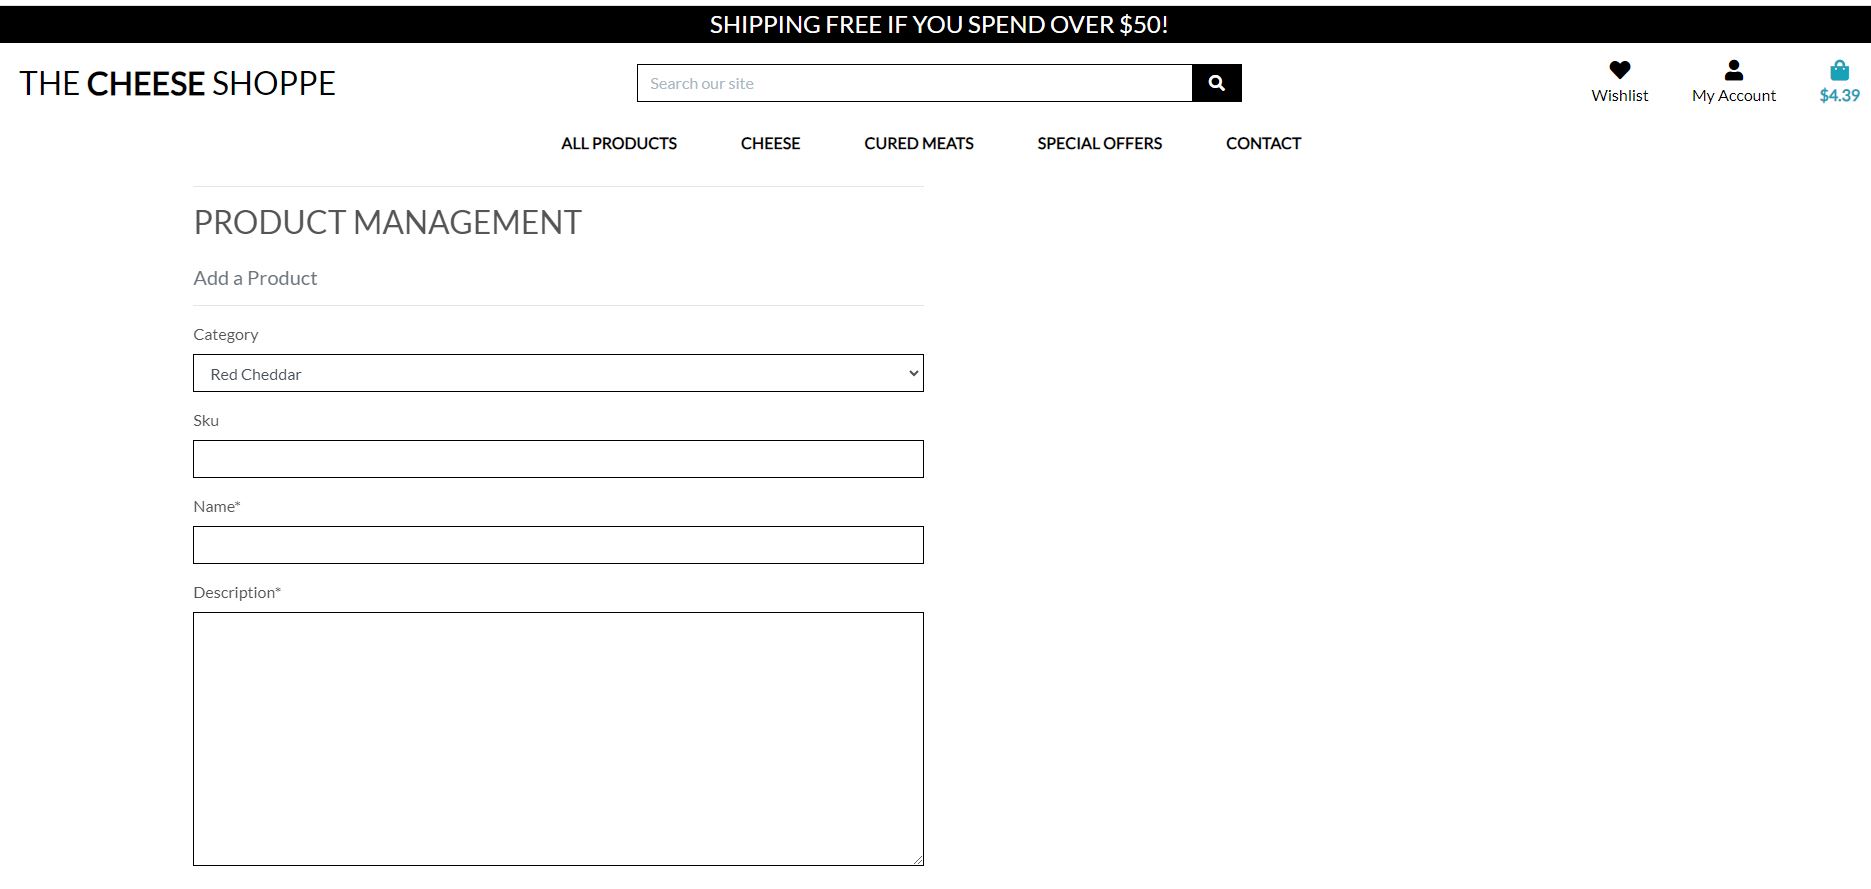 SHIPPING FREE IF YOU SPEND OVER $50!
THE CHEESE SHOPPE
Search our site
Wishlist
My Account
$4.39
ALL PRODUCTS
CHEESE
CURED MEATS
SPECIAL OFFERS
CONTACT
PRODUCT MANAGEMENT
Add a Product
Category
Red Cheddar
Sku
Name*
Description*